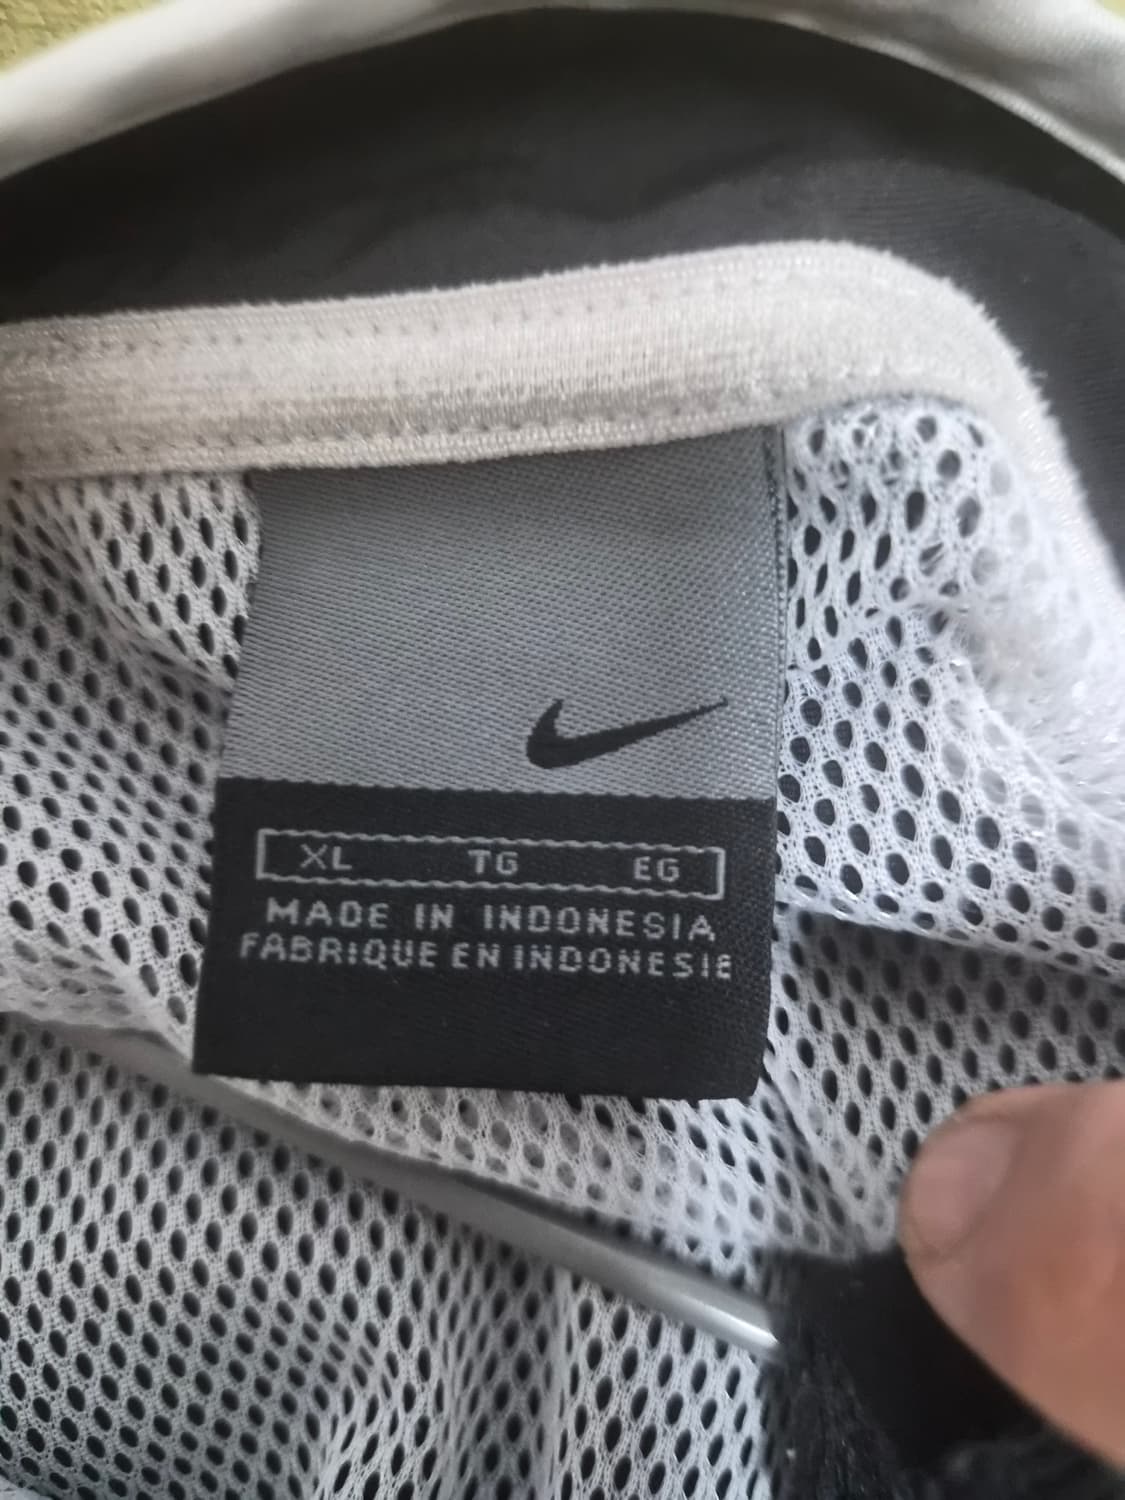 XL TG EG
MADE IN INDONESIA
FABRIQUE EN INDONESIE